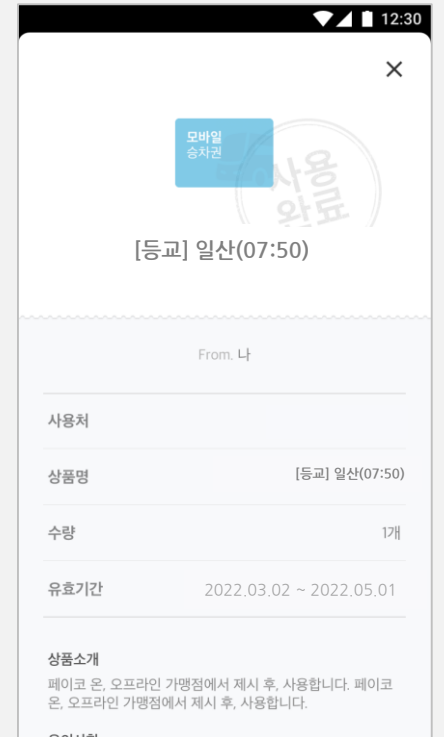 12:30
모바일
승차권
사용
완료
[등교] 일산(07:50)
From. 나
사용처
상품명 [등교] 일산(07:50)
수량 1개
유효기간 2022.03.02 ~ 2022.05.01
상품소개
페이코 온, 오프라인 가맹점에서 제시 후, 사용합니다. 페이코
온, 오프라인 가맹점에서 제시 후, 사용합니다.